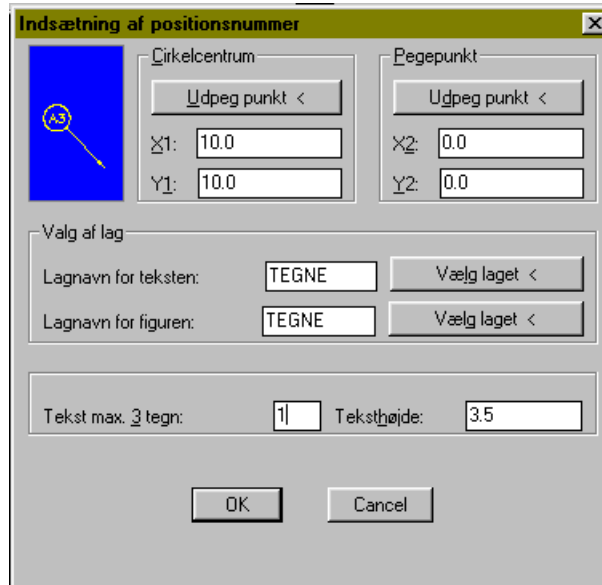 Indsætning af positionsnummer
A3
Cirkelcentrum
Udpeg punkt <
X1: 10.0
Y1: 10.0
Pegepunkt
Udpeg punkt <
X2: 0.0
Y2: 0.0
Valg af lag
Lagnavn for teksten: TEGNE Vælg laget <
Lagnavn for figuren: TEGNE Vælg laget <
Tekst max. 3 tegn: 1 Teksthøjde: 3.5
OK Cancel